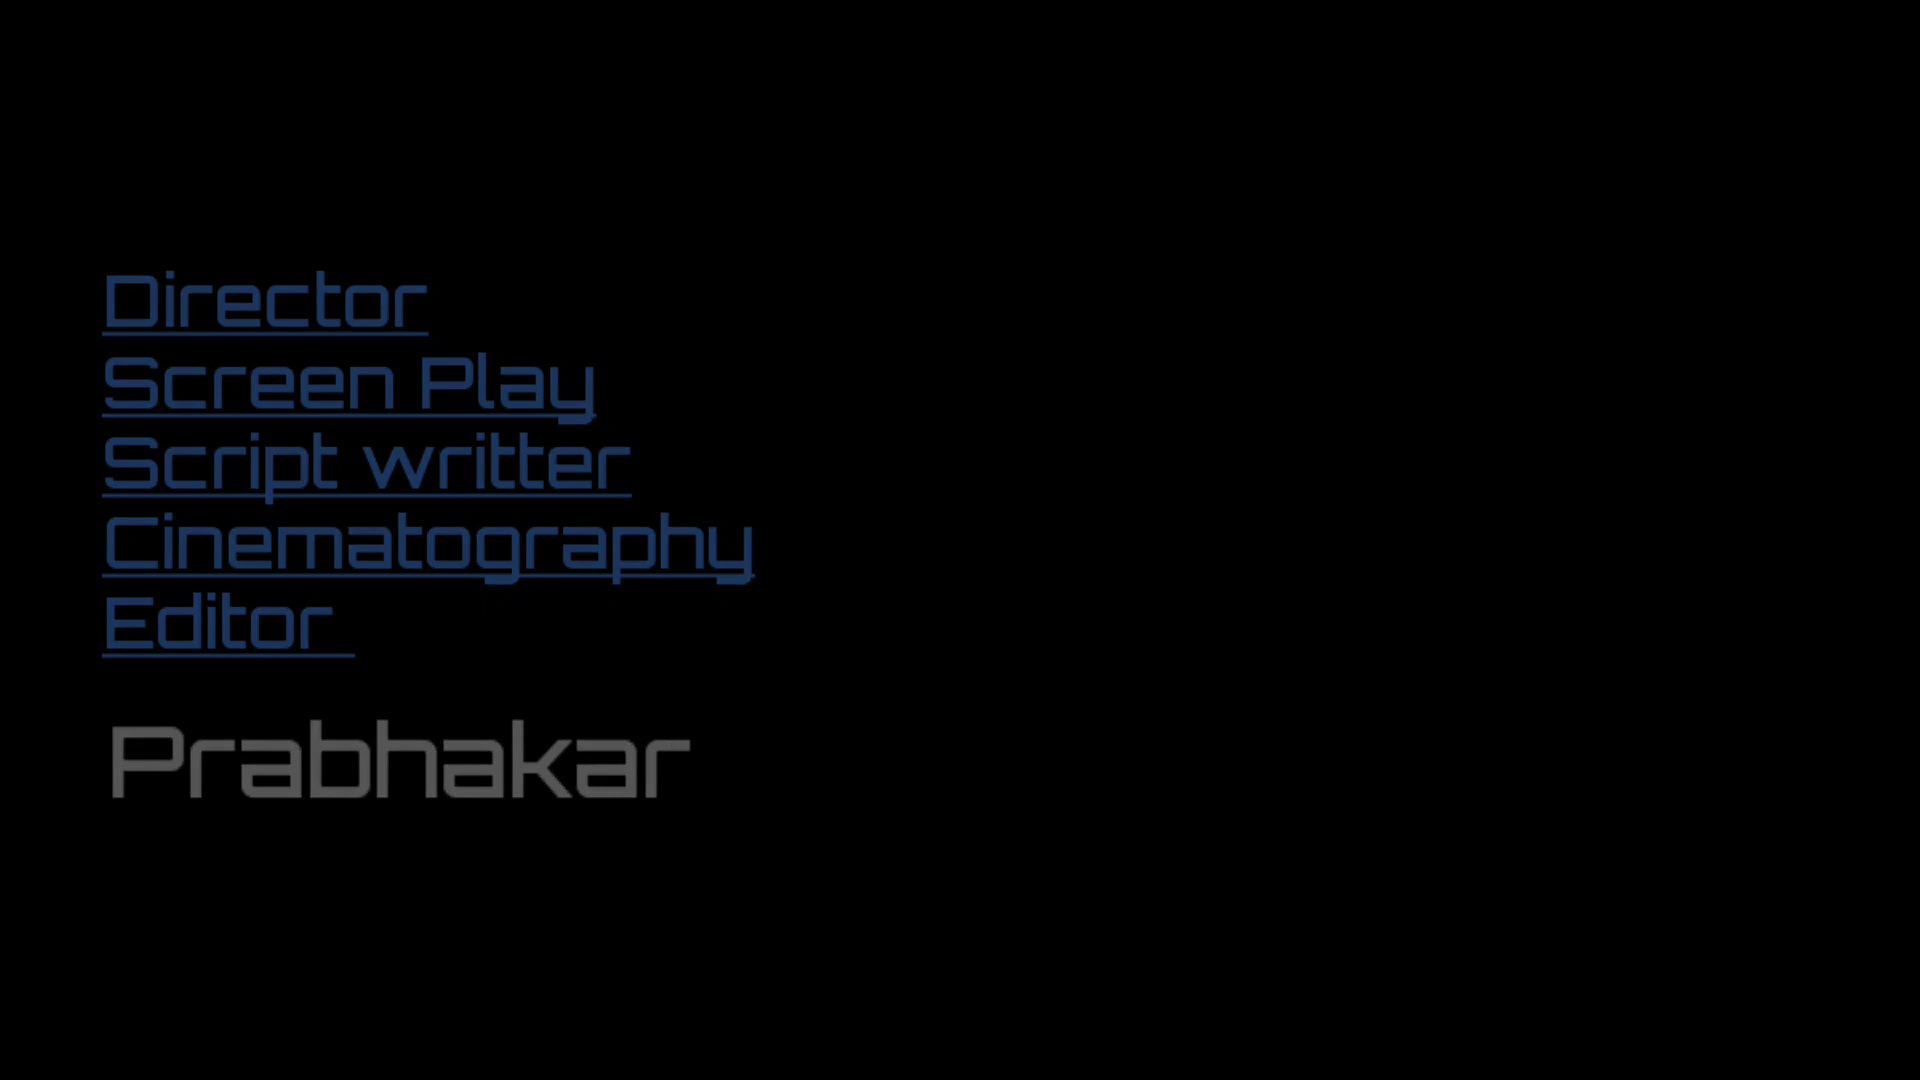 Director
Screen Play
Script writter
Cinematography
Editor
Prabhakar